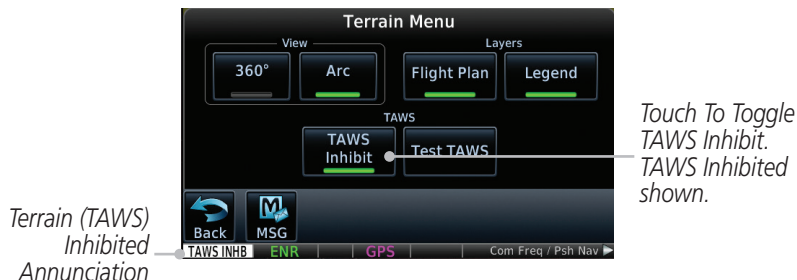 Terrain Menu
View
Layers
360°
Arc
Flight Plan
Legend
TAWS
TAWS
Inhibit
Test TAWS
Touch To Toggle
TAWS Inhibit.
TAWS Inhibited
shown.
Back
MSG
Terrain (TAWS)
Inhibited
Annunciation
TAWS INHB ENR GPS Com Freq / Psh Nav